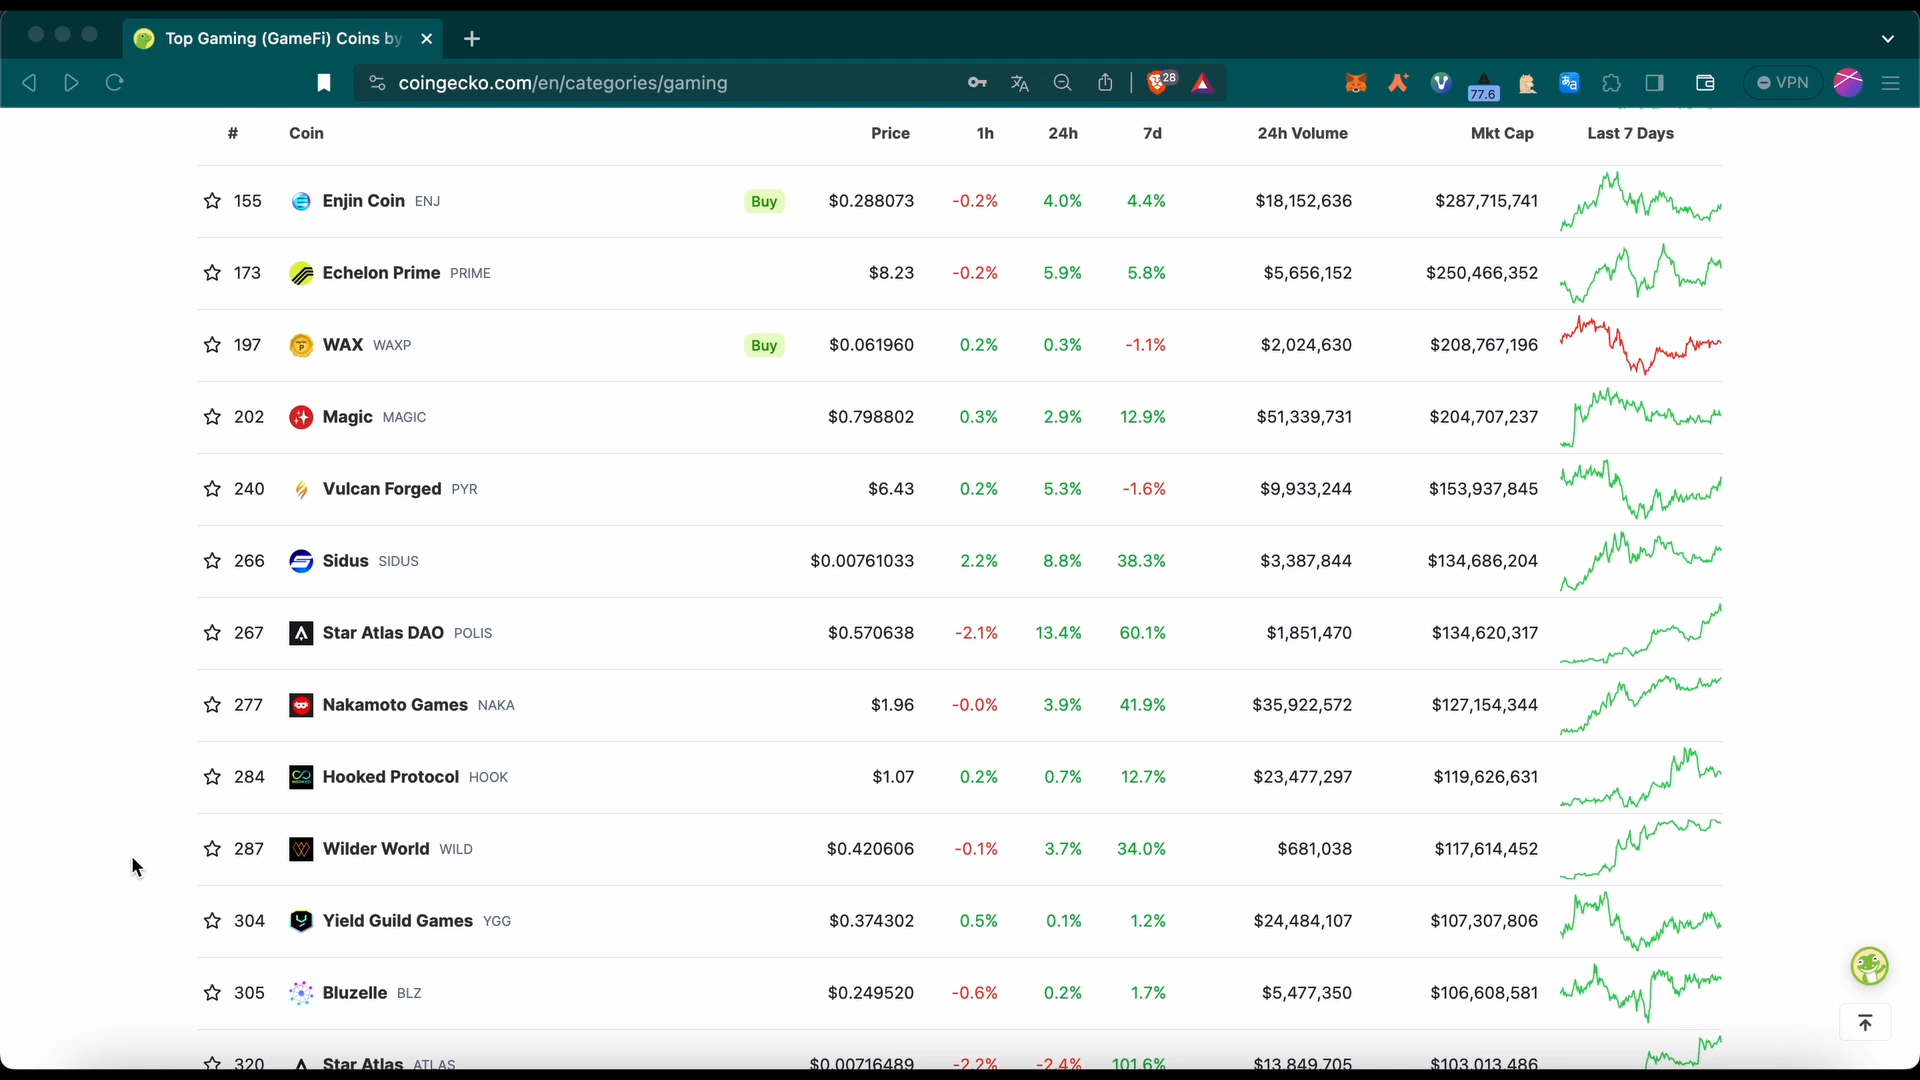 Top Gaming (GameFi) Coins by
coingecko.com/en/categories/gaming
28
77.6
VPN
# Coin Price 1h 24h 7d 24h Volume Mkt Cap Last 7 Days
155 Enjin Coin ENJ Buy $0.288073 -0.2% 4.0% 4.4% $18,152,636 $287,715,741
173 Echelon Prime PRIME $8.23 -0.2% 5.9% 5.8% $5,656,152 $250,466,352
197 WAX WAXP Buy $0.061960 0.2% 0.3% -1.1% $2,024,630 $208,767,196
202 Magic MAGIC $0.798802 0.3% 2.9% 12.9% $51,339,731 $204,707,237
240 Vulcan Forged PYR $6.43 0.2% 5.3% -1.6% $9,933,244 $153,937,845
266 Sidus SIDUS $0.00761033 2.2% 8.8% 38.3% $3,387,844 $134,686,204
267 Star Atlas DAO POLIS $0.570638 -2.1% 13.4% 60.1% $1,851,470 $134,620,317
277 Nakamoto Games NAKA $1.96 -0.0% 3.9% 41.9% $35,922,572 $127,154,344
284 Hooked Protocol HOOK $1.07 0.2% 0.7% 12.7% $23,477,297 $119,626,631
287 Wilder World WILD $0.420606 -0.1% 3.7% 34.0% $681,038 $117,614,452
304 Yield Guild Games YGG $0.374302 0.5% 0.1% 1.2% $24,484,107 $107,307,806
305 Bluzelle BLZ $0.249520 -0.6% 0.2% 1.7% $5,477,350 $106,608,581
320 Star Atlas ATLAS $0.00716489 -2.2% -2.4% 101.6% $13,849,705 $103,013,486